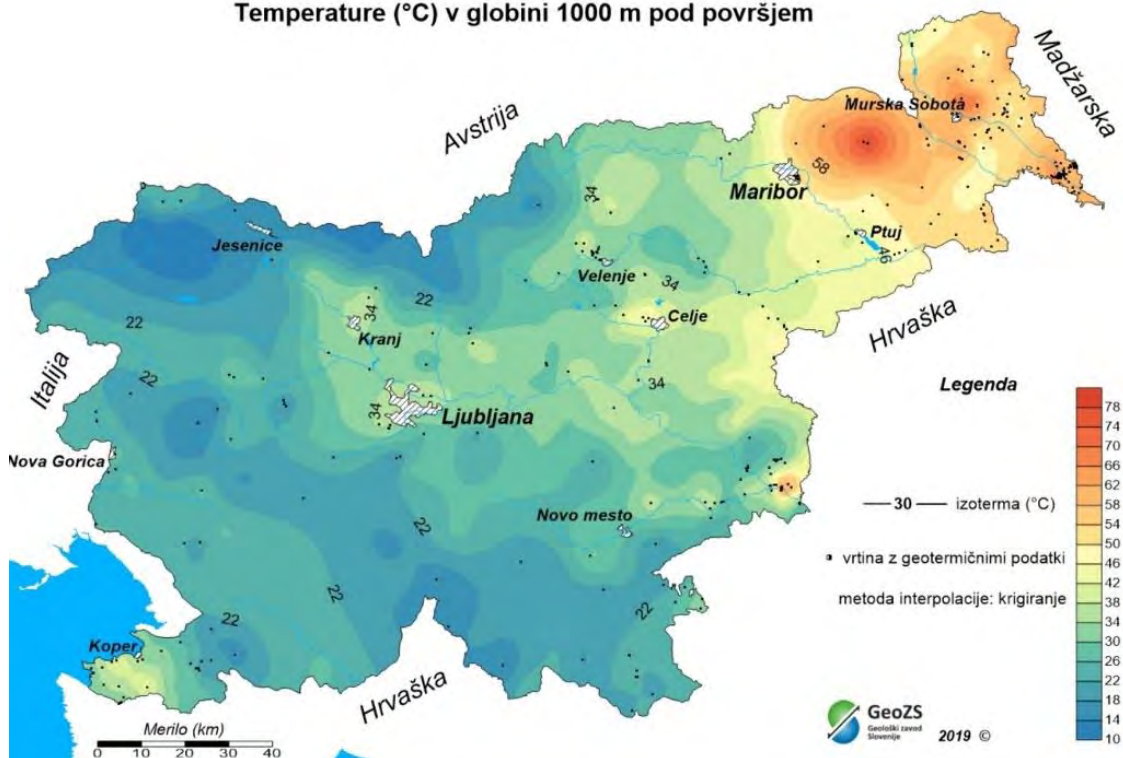 Temperature (°C) v globini 1000 m pod površjem
Madžarska
Murska Sobota
Avstrija
58
Maribor
34
Jesenice
Ptuj
46
Velenje
34
22
34
22
Celje
Kranj
Hrvaška
Italija
22
34
34
Legenda
Ljubljana
78
74
70
66
62
58
54
50
46
42
38
34
30
26
22
18
14
10
Nova Gorica
30 izoterma (°C)
Novo mesto
22
vrtina z geotermičnimi podatki
metoda interpolacije: krigiranje
22
22
22
Koper
Hrvaška
Merilo (km)
0 10 20 30 40
GeoZS
Geološki zavod
Slovenije
2019 ©